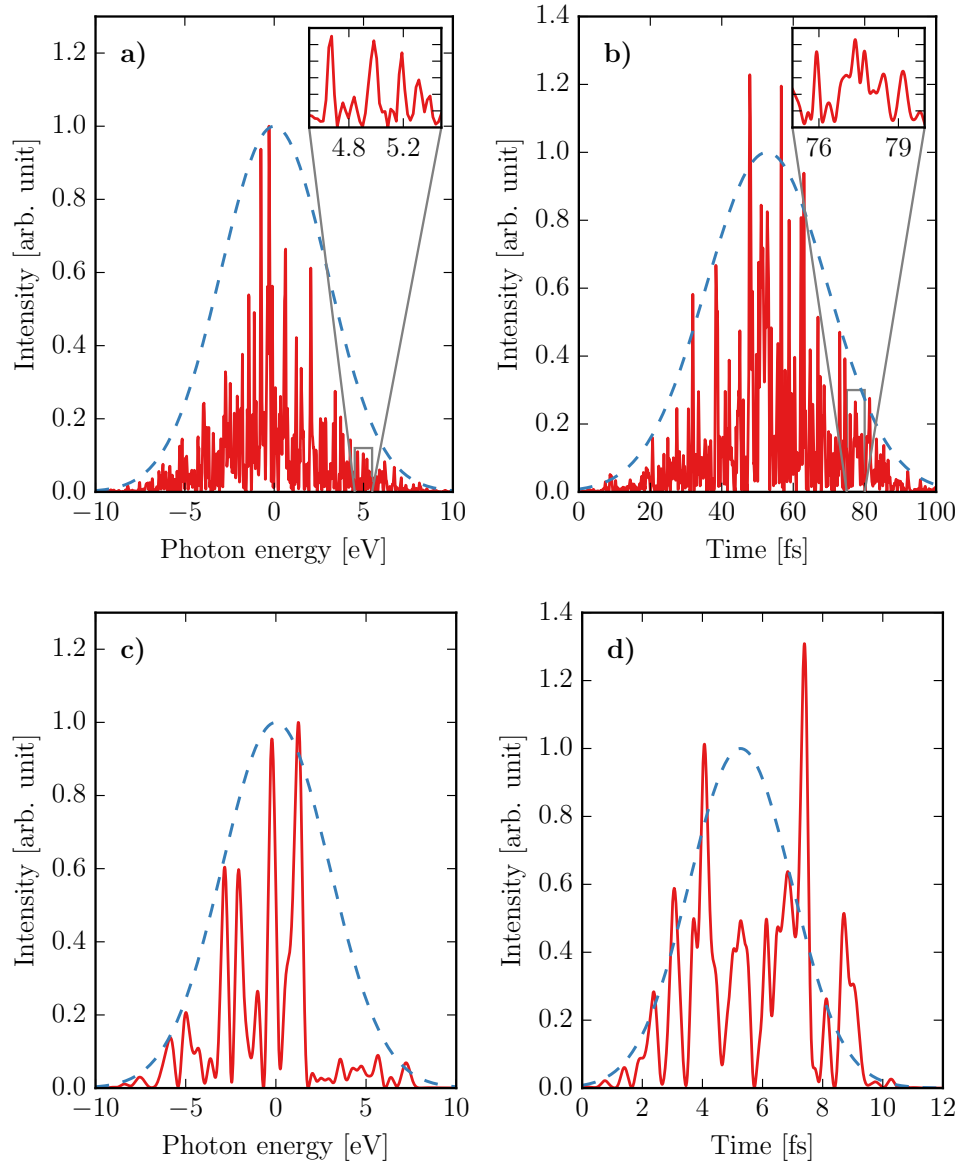 a)
Intensity [arb. unit]
1.2
1.0
0.8
0.6
0.4
0.2
0.0
−10 −5 0 5 10
Photon energy [eV]
4.8 5.2
b)
Intensity [arb. unit]
1.4
1.2
1.0
0.8
0.6
0.4
0.2
0.0
0 20 40 60 80 100
Time [fs]
76 79
c)
Intensity [arb. unit]
1.2
1.0
0.8
0.6
0.4
0.2
0.0
−10 −5 0 5 10
Photon energy [eV]
d)
Intensity [arb. unit]
1.4
1.2
1.0
0.8
0.6
0.4
0.2
0.0
0 2 4 6 8 10 12
Time [fs]